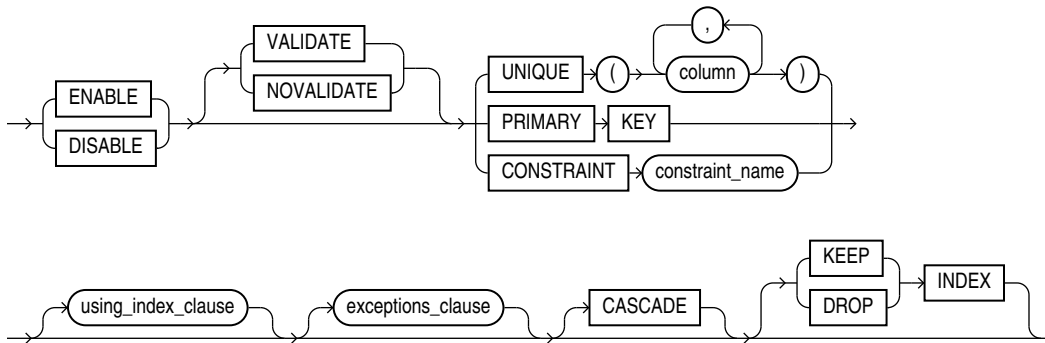 ,
VALIDATE
UNIQUE ( column )
ENABLE
NOVALIDATE
PRIMARY KEY
DISABLE
CONSTRAINT constraint_name
KEEP
using_index_clause exceptions_clause CASCADE INDEX
DROP